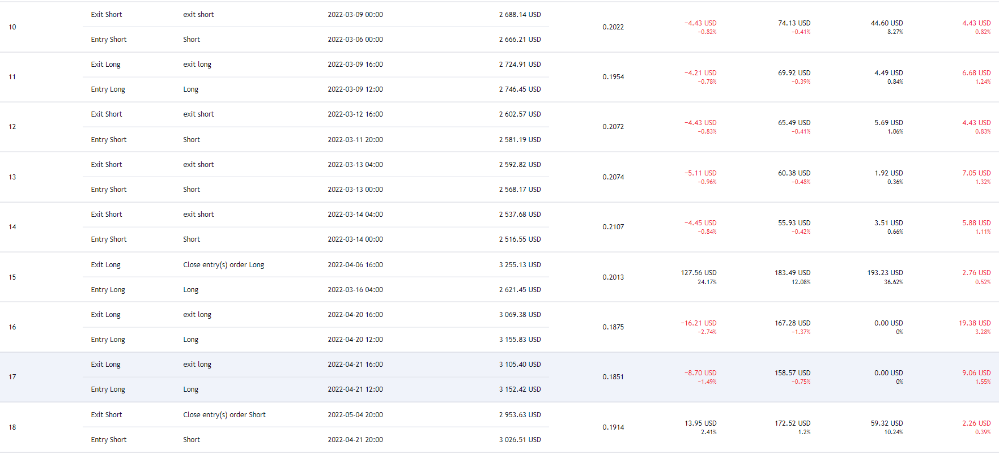 10
Exit Short exit short 2022-03-09 00:00 2 688.14 USD
Entry Short Short 2022-03-06 00:00 2 666.21 USD
0.2022 −4.43 USD 74.13 USD 44.60 USD 4.43 USD
−0.82% −0.41% 8.27% 0.82%
11
Exit Long exit long 2022-03-09 16:00 2 724.91 USD
Entry Long Long 2022-03-09 12:00 2 746.45 USD
0.1954 −4.21 USD 69.92 USD 4.49 USD 6.68 USD
−0.78% −0.39% 0.84% 1.24%
12
Exit Short exit short 2022-03-12 16:00 2 602.57 USD
Entry Short Short 2022-03-11 20:00 2 581.19 USD
0.2072 −4.43 USD 65.49 USD 5.69 USD 4.43 USD
−0.83% −0.41% 1.06% 0.83%
13
Exit Short exit short 2022-03-13 04:00 2 592.82 USD
Entry Short Short 2022-03-13 00:00 2 568.17 USD
0.2074 −5.11 USD 60.38 USD 1.92 USD 7.05 USD
−0.96% −0.48% 0.36% 1.32%
14
Exit Short exit short 2022-03-14 04:00 2 537.68 USD
Entry Short Short 2022-03-14 00:00 2 516.55 USD
0.2107 −4.45 USD 55.93 USD 3.51 USD 5.88 USD
−0.84% −0.42% 0.66% 1.11%
15
Exit Long Close entry(s) order Long 2022-04-06 16:00 3 255.13 USD
Entry Long Long 2022-03-16 04:00 2 621.45 USD
0.2013 127.56 USD 183.49 USD 193.23 USD 2.76 USD
24.17% 12.08% 36.62% 0.52%
16
Exit Long exit long 2022-04-20 16:00 3 069.38 USD
Entry Long Long 2022-04-20 12:00 3 155.83 USD
0.1875 −16.21 USD 167.28 USD 0.00 USD 19.38 USD
−2.74% −1.37% 0% 3.28%
17
Exit Long exit long 2022-04-21 16:00 3 105.40 USD
Entry Long Long 2022-04-21 12:00 3 152.42 USD
0.1851 −8.70 USD 158.57 USD 0.00 USD 9.06 USD
−1.49% −0.75% 0% 1.55%
18
Exit Short Close entry(s) order Short 2022-05-04 20:00 2 953.63 USD
Entry Short Short 2022-04-21 20:00 3 026.51 USD
0.1914 13.95 USD 172.52 USD 59.32 USD 2.26 USD
2.41% 1.2% 10.24% 0.39%